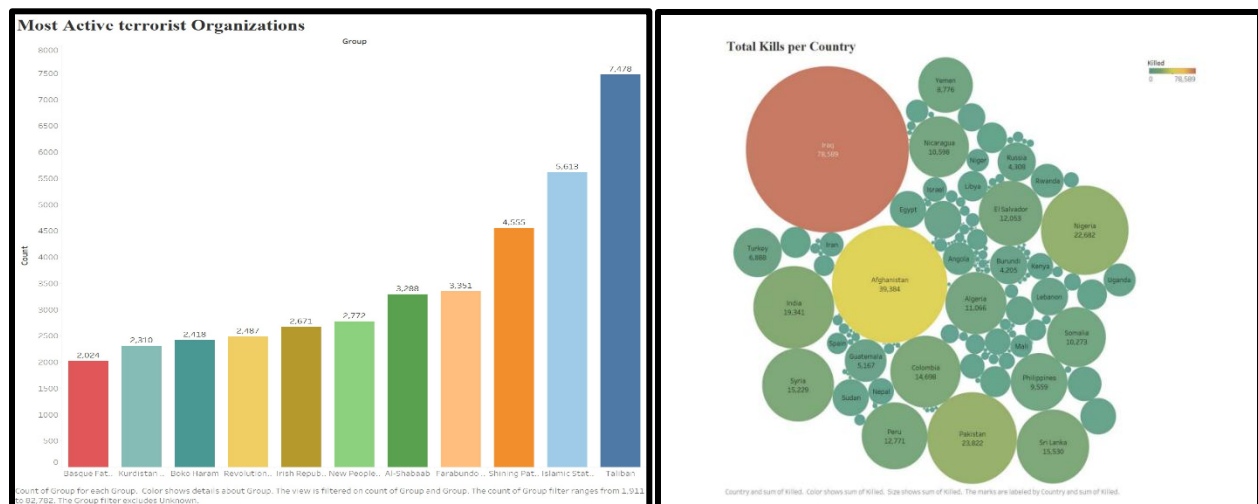 Most Active terrorist Organizations
Group
8000
7500
7000
6500
6000
5500
5000
4500
4000
3500
3000
2500
2000
1500
1000
500
0
Count
2,024
2,310
2,418
2,487
2,671
2,772
3,288
3,351
4,555
5,613
7,478
Basque Fat..
Kurdistan ..
Boko Haram
Revolution..
Irish Repub..
New People..
Al-Shabaab
Farabundo ..
Shining Pat..
Islamic Stat..
Taliban
Count of Group for each Group. Color shows details about Group. The view is filtered on count of Group and Group. The count of Group filter ranges from 1,911
to 82,782. The Group filter excludes Unknown.
Total Kills per Country
Killed
0 78,589
Iraq
78,589
Yemen
8,776
Nicaragua
10,598
Niger
Russia
4,308
Rwanda
Israel
Libya
Egypt
El Salvador
12,053
Nigeria
22,682
Turkey
6,888
Iran
Angola
Burundi
4,205
Kenya
Uganda
Afghanistan
39,384
India
19,341
Algeria
11,066
Lebanon
Somalia
10,273
Spain
Mali
Guatemala
5,167
Colombia
14,698
Philippines
9,559
Syria
15,229
Sudan
Nepal
Peru
12,771
Pakistan
23,822
Sri Lanka
15,530
Country and sum of Killed. Color shows sum of Killed. Size shows sum of Killed. The marks are labeled by Country and sum of Killed.